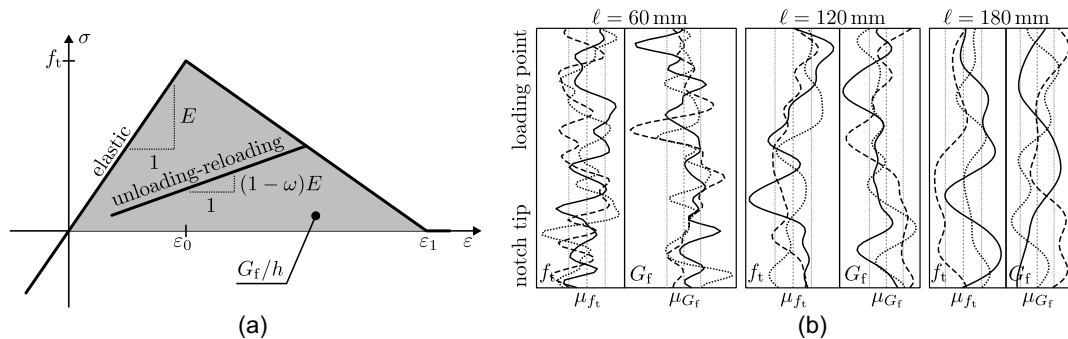 σ
f_t
E
1
elastic
unloading-reloading
(1 − ω)E
1
ε_0
ε_1
ε
G_f/h
(a)
ℓ = 60 mm
ℓ = 120 mm
ℓ = 180 mm
loading point
notch tip
f_t
G_f
f_t
G_f
f_t
G_f
μ_{f_t}
μ_{G_f}
μ_{f_t}
μ_{G_f}
μ_{f_t}
μ_{G_f}
(b)